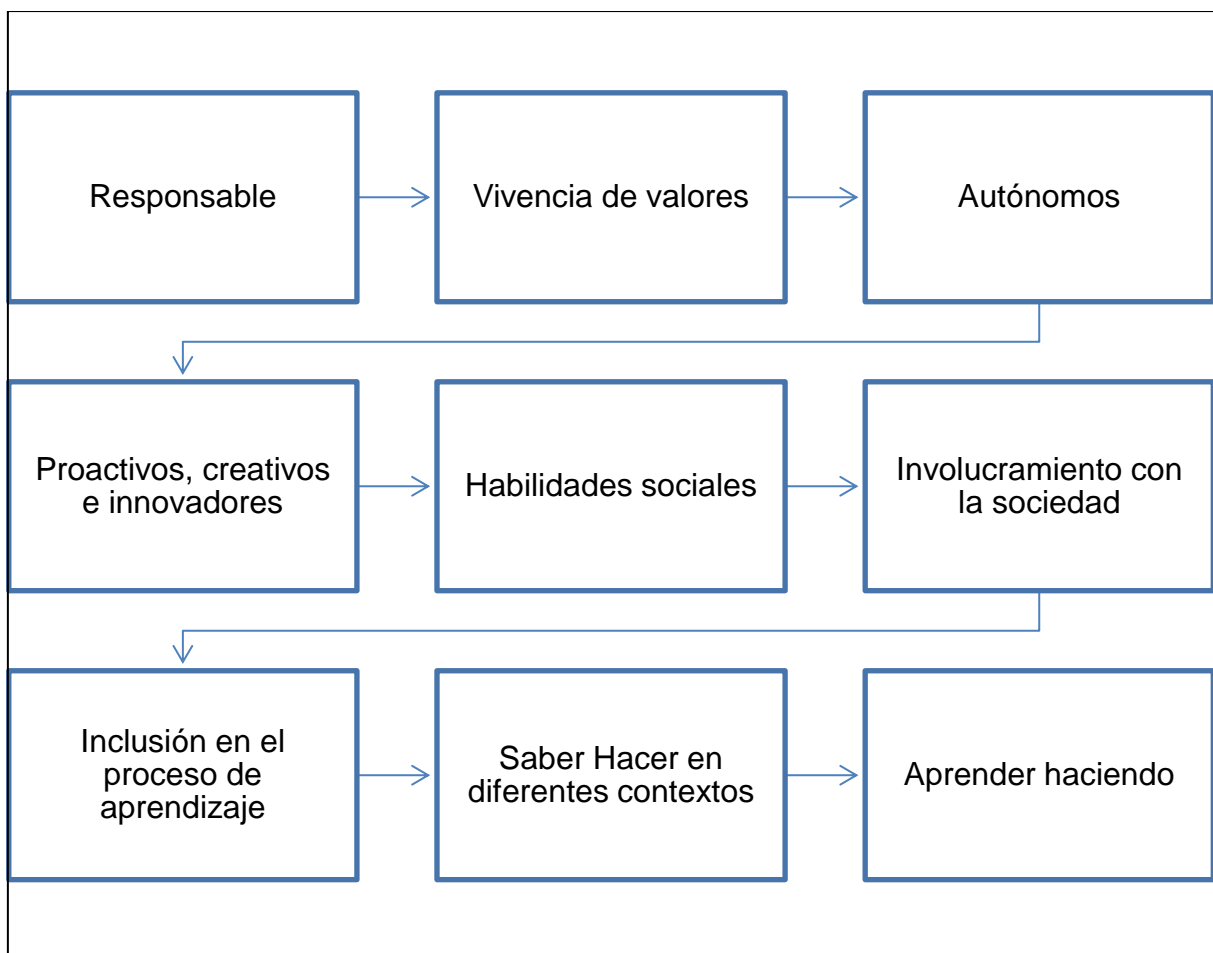 Responsable
Vivencia de valores
Autónomos
Proactivos, creativos
e innovadores
Habilidades sociales
Involucramiento con
la sociedad
Inclusión en el
proceso de
aprendizaje
Saber Hacer en
diferentes contextos
Aprender haciendo